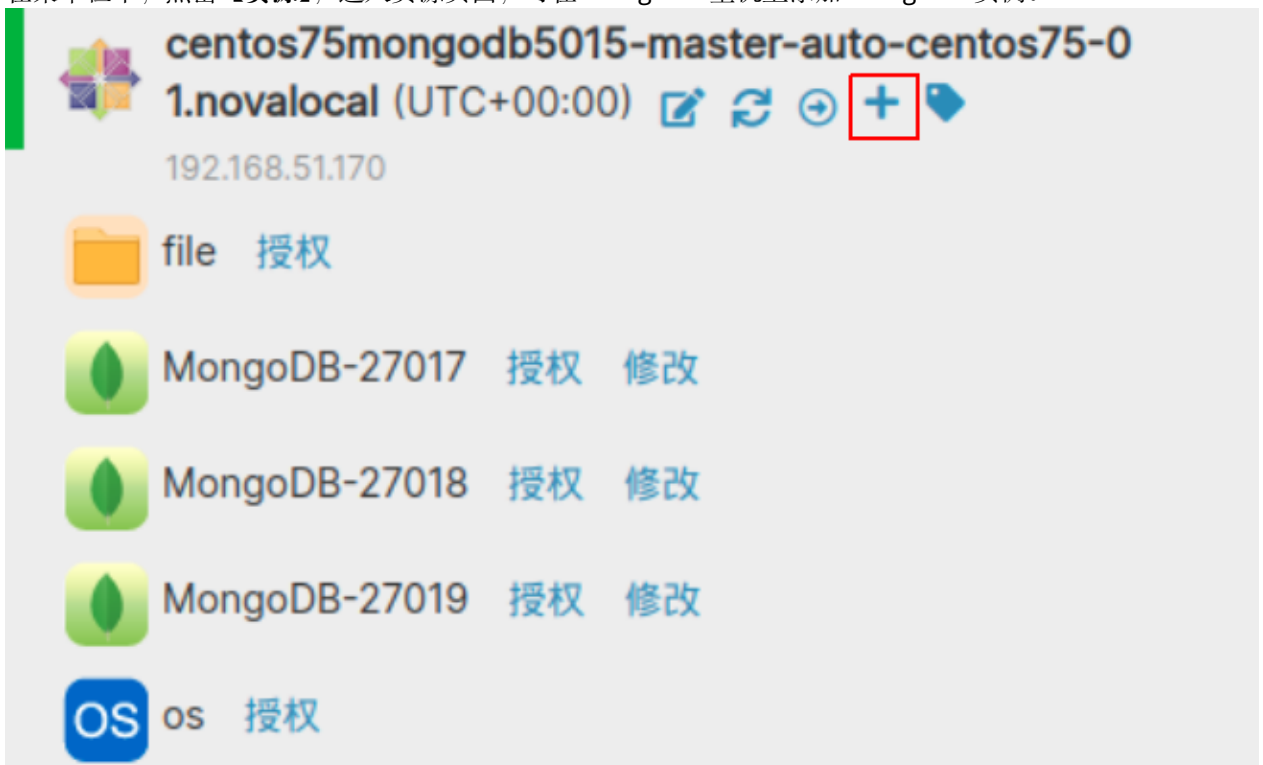 centos75mongodb5015-master-auto-centos75-0
1.novalocal (UTC+00:00)
192.168.51.170
file 授权
MongoDB-27017 授权 修改
MongoDB-27018 授权 修改
MongoDB-27019 授权 修改
OS os 授权